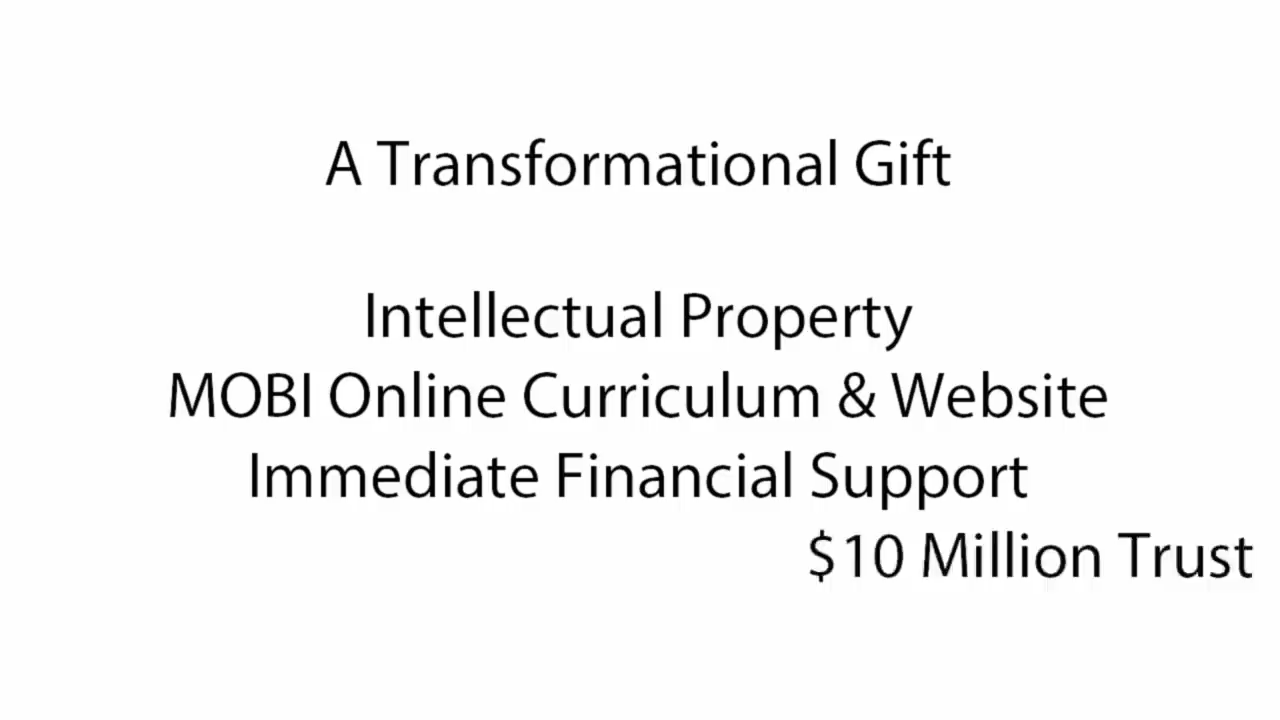 A Transformational Gift
Intellectual Property
MOBI Online Curriculum & Website
Immediate Financial Support
$10 Million Trust